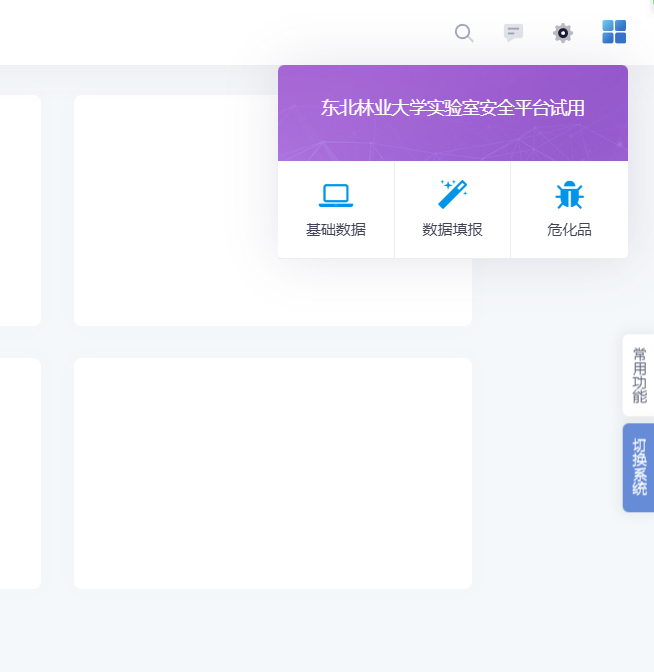 东北林业大学实验室安全平台试用
基础数据
数据填报
危化品
常用功能
切换系统